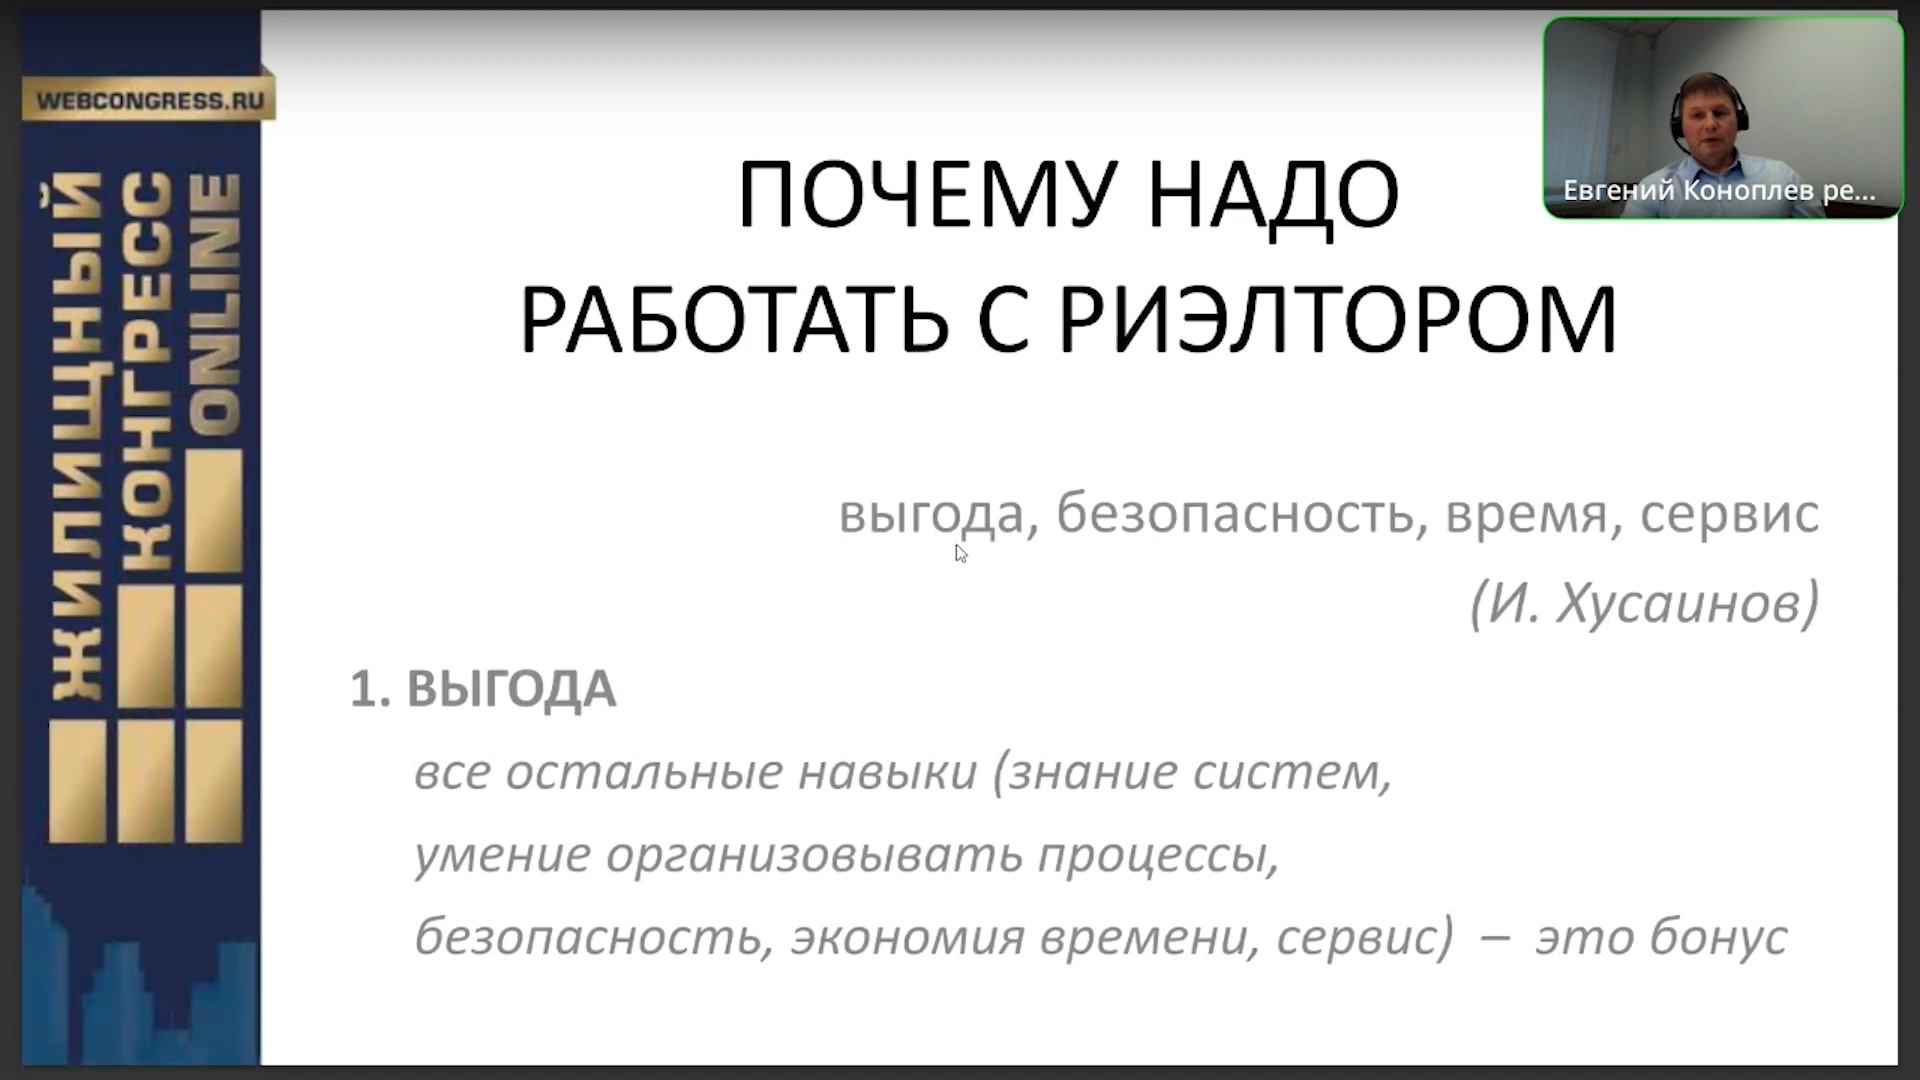 WEBCONGRESS.RU
ЖИЛИЩНЫЙ
КОНГРЕСС
ONLINE
ПОЧЕМУ НАДО
РАБОТАТЬ С РИЭЛТОРОМ
Евгений Коноплев ре...
выгода, безопасность, время, сервис
(И. Хусаинов)
1. ВЫГОДА
все остальные навыки (знание систем,
умение организовывать процессы,
безопасность, экономия времени, сервис) – это бонус